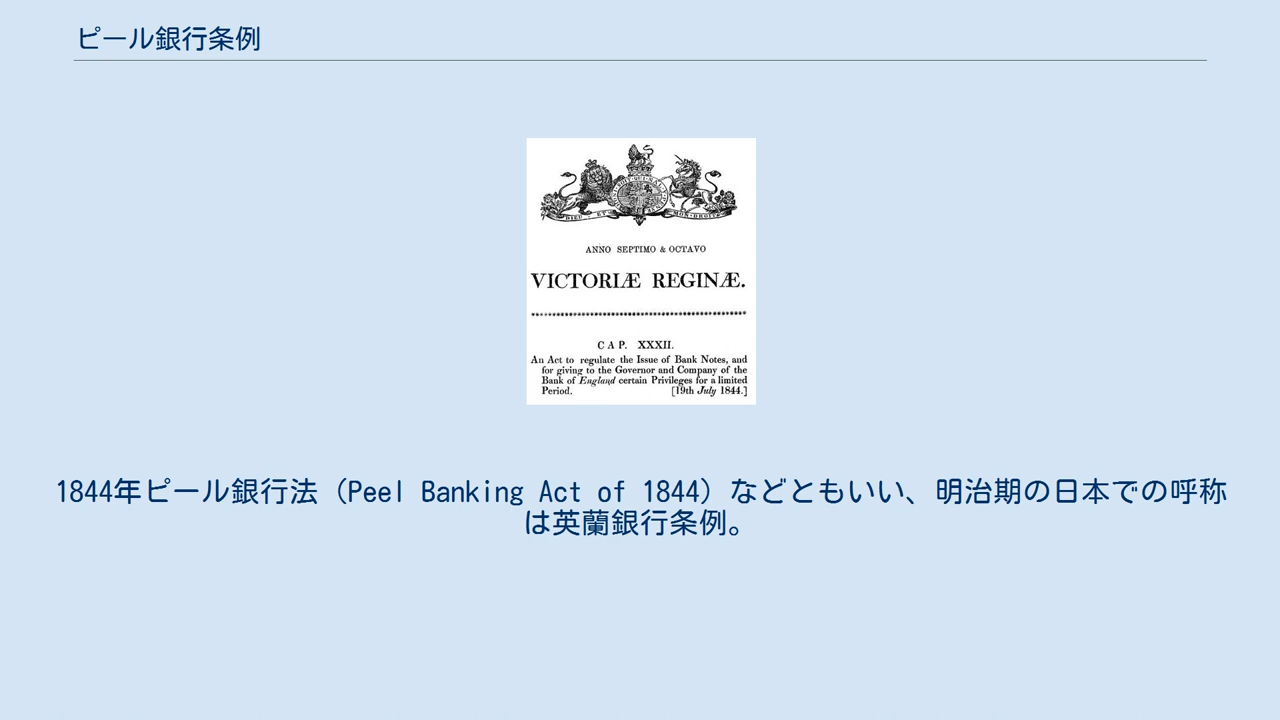 ピール銀行条例
DIEU ET MON DROIT
ANNO SEPTIMO & OCTAVO
VICTORIÆ REGINÆ.
CAP. XXXII.
An Act to regulate the Issue of Bank Notes, and
for giving to the Governor and Company of the
Bank of England certain Privileges for a limited
Period. [19th July 1844.]
1844年ピール銀行法（Peel Banking Act of 1844）などともいい、明治期の日本での呼称
は英蘭銀行条例。